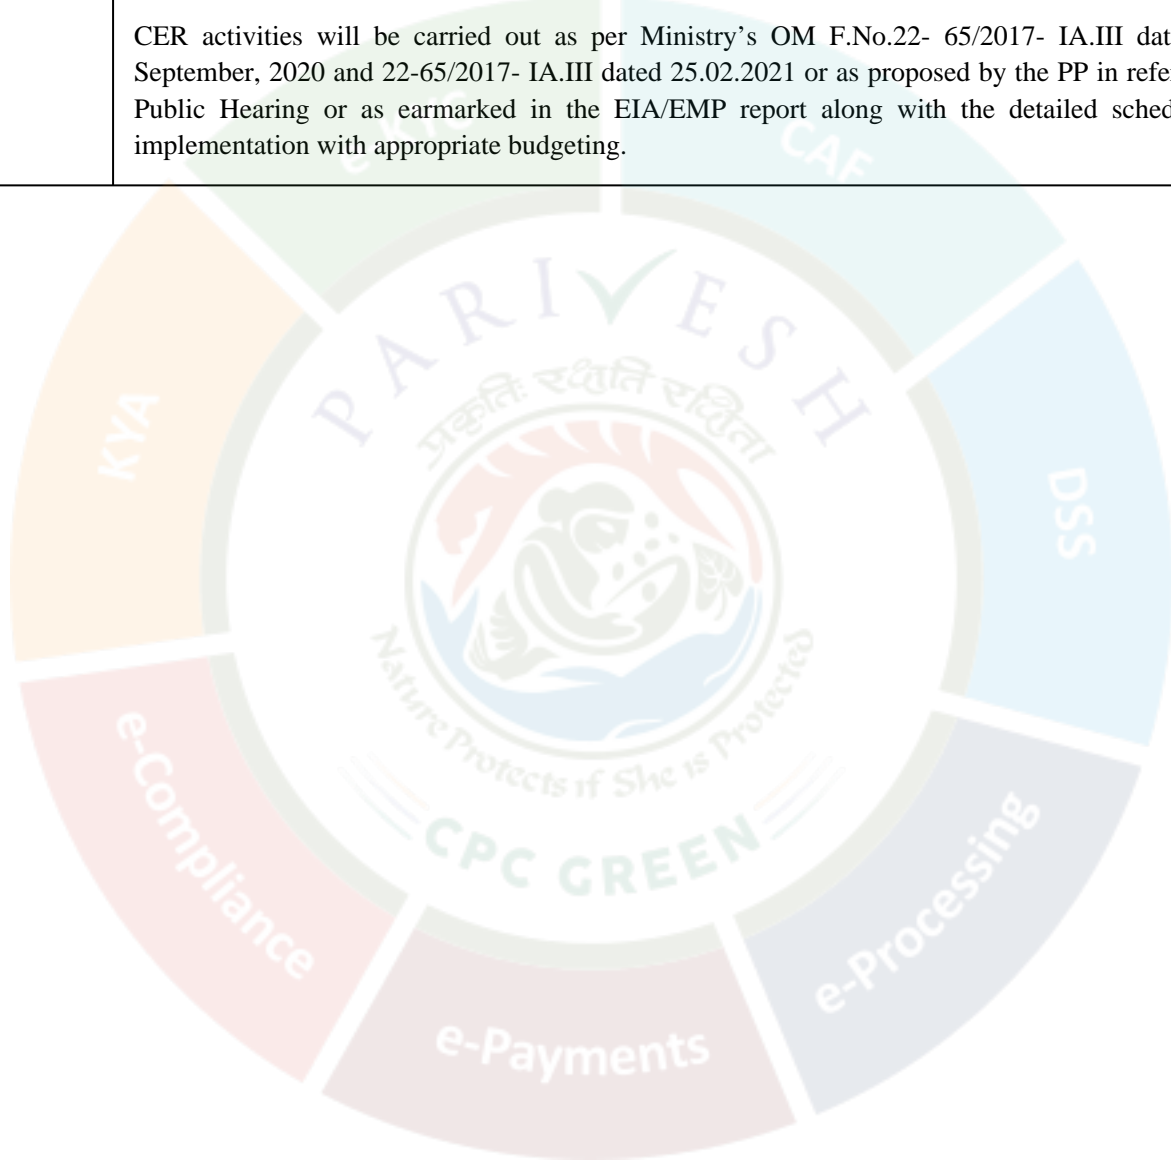 CER activities will be carried out as per Ministry's OM F.No.22- 65/2017- IA.III dat
September, 2020 and 22-65/2017- IA.III dated 25.02.2021 or as proposed by the PP in refe
Public Hearing or as earmarked in the EIA/EMP report along with the detailed sched
implementation with appropriate budgeting.
e-KYC
CAF
KYA
DSS
PARIVESH
प्रकृतिः रक्षति रक्षिता
Nature Protects if She is Protected
CPC GREEN
e-Compliance
e-Processing
e-Payments